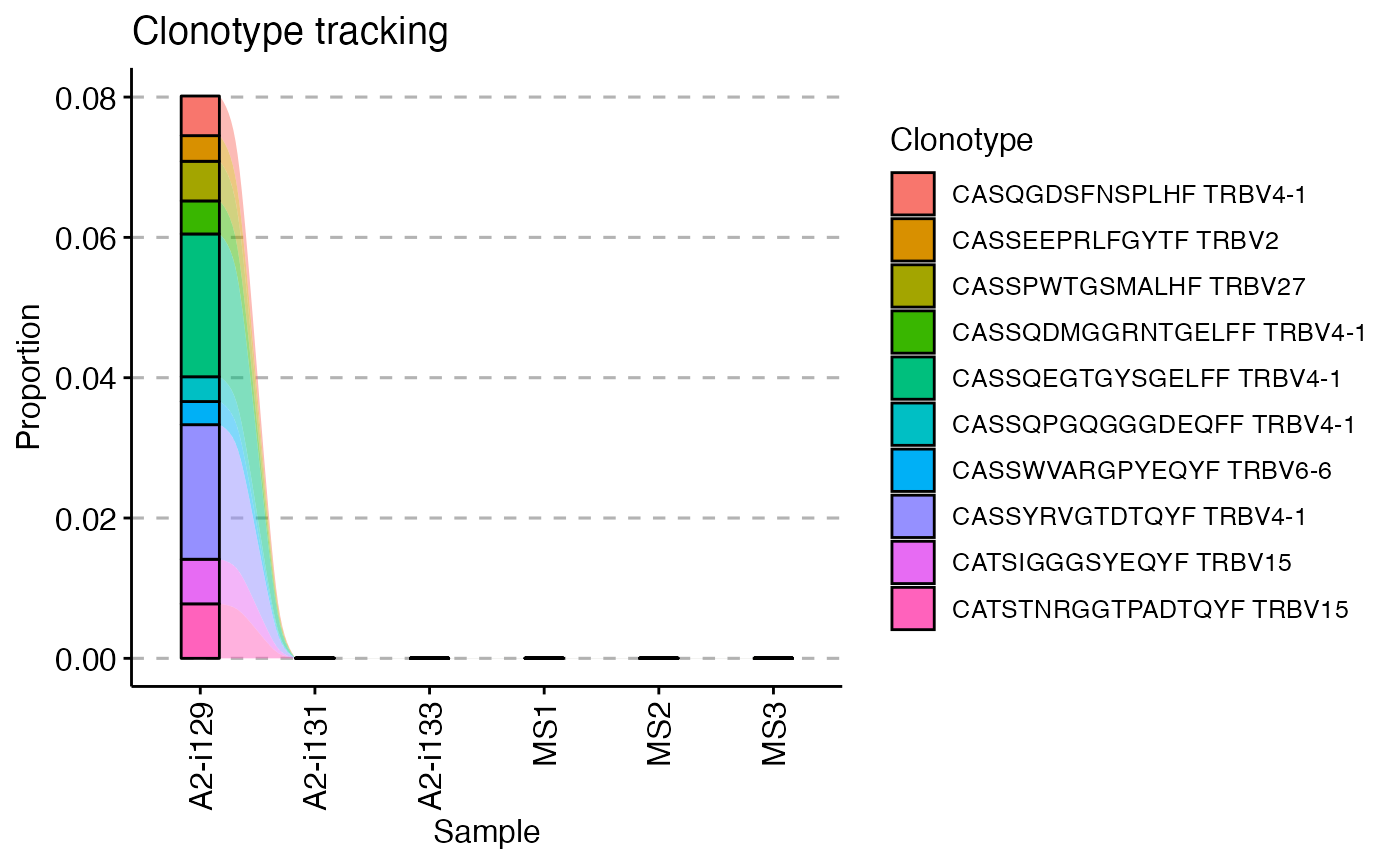 Clonotype tracking
Proportion
0.08
0.06
0.04
0.02
0.00
A2-i129
A2-i131
A2-i133
MS1
MS2
MS3
Sample
Clonotype
CASQGDSFNSPLHF TRBV4-1
CASSEEPRLFGYTF TRBV2
CASSPWTGSMALHF TRBV27
CASSQDMGGRNTGELFF TRBV4-1
CASSQEGTGYSGELFF TRBV4-1
CASSQPGQGGGDEQFF TRBV4-1
CASSWVARGPYEQYF TRBV6-6
CASSYRVGTDTQYF TRBV4-1
CATSIGGGSYEQYF TRBV15
CATSTNRGGTPADTQYF TRBV15